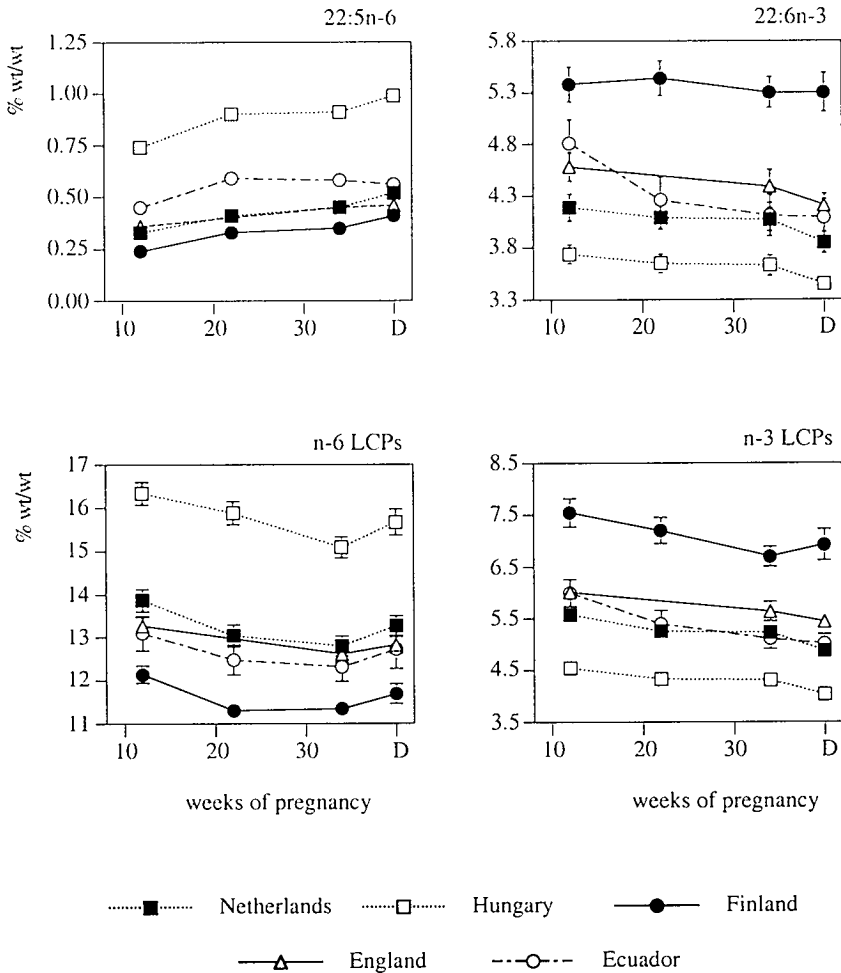 22:5n-6
22:6n-3
% wt/wt
1.25
1.00
0.75
0.50
0.25
0.00
10
20
30
D
5.8
5.3
4.8
4.3
3.8
3.3
10
20
30
D
n-6 LCPs
n-3 LCPs
% wt/wt
17
16
15
14
13
12
11
10
20
30
D
8.5
7.5
6.5
5.5
4.5
3.5
10
20
30
D
weeks of pregnancy
weeks of pregnancy
Netherlands
Hungary
Finland
England
Ecuador